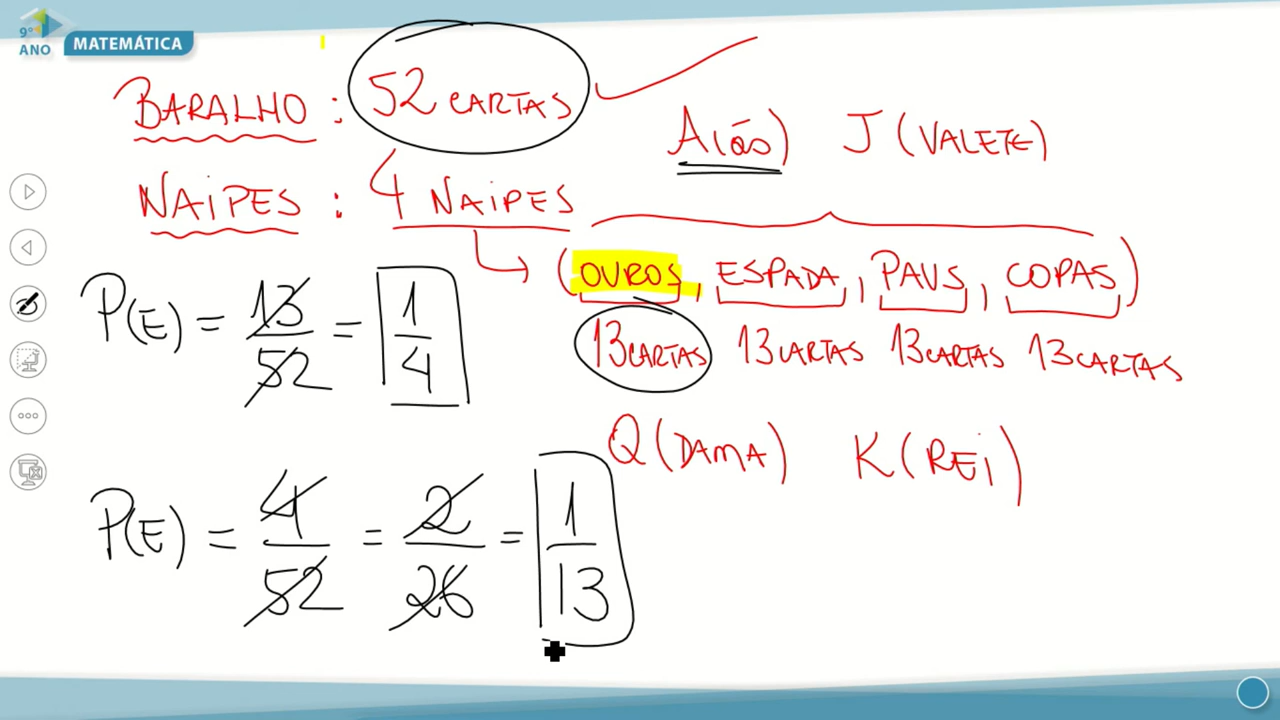 9º ANO MATEMÁTICA
BARALHO : 52 CARTAS
A(ás) J (VALETE)
NAIPES : 4 NAIPES
(OUROS, ESPADA, PAUS, COPAS)
13 CARTAS 13 CARTAS 13 CARTAS 13 CARTAS
P(E) = 13/52 = 1/4
Q (DAMA) K (REI)
P(E) = 4/52 = 2/26 = 1/13